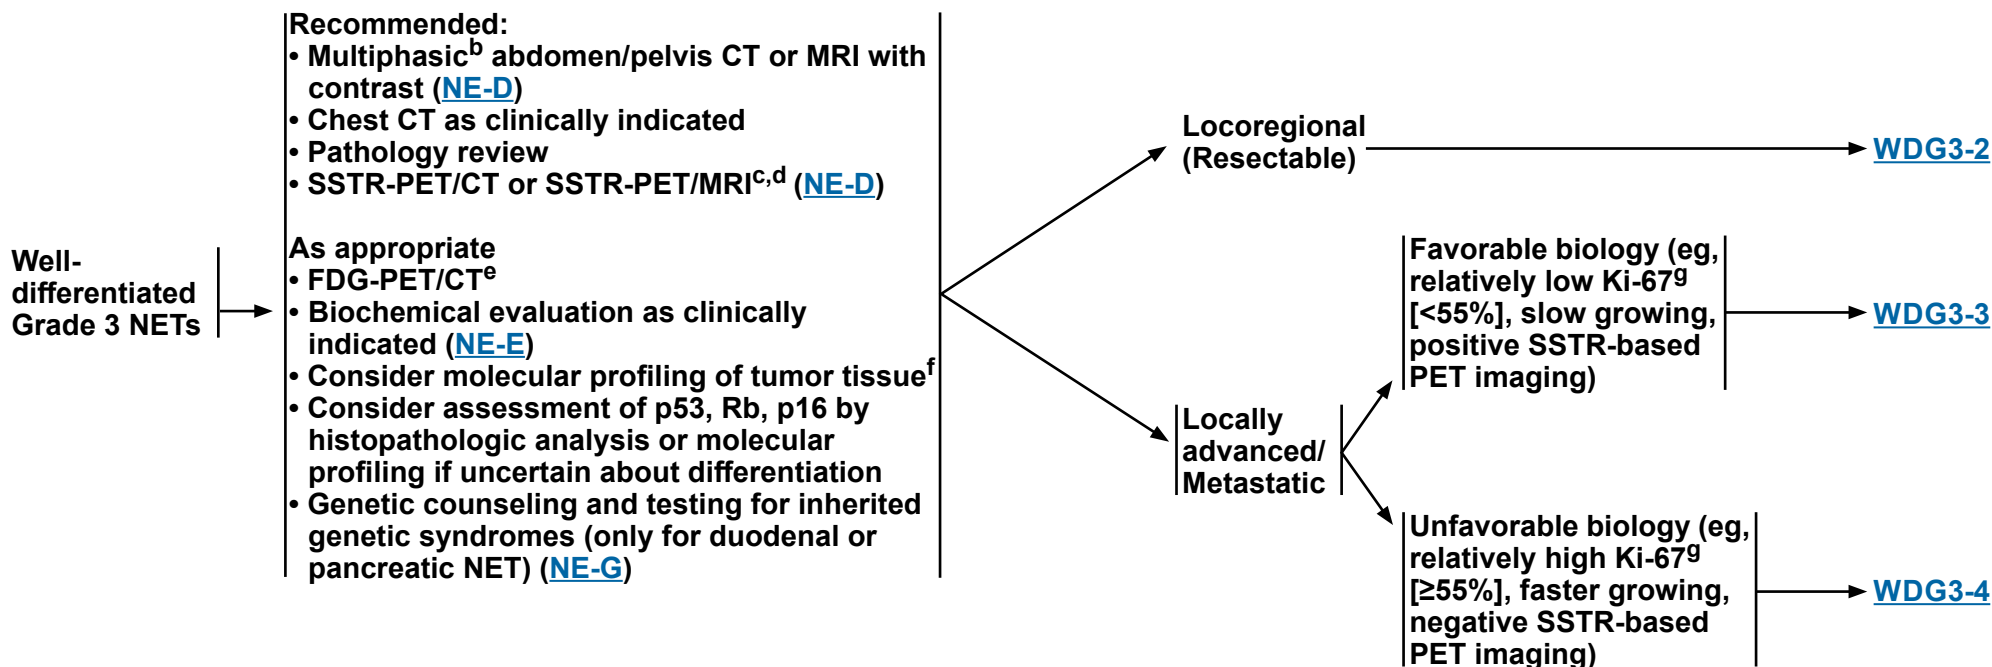 Well-
differentiated
Grade 3 NETs
Recommended:
• Multiphasicb abdomen/pelvis CT or MRI with
contrast (NE-D)
• Chest CT as clinically indicated
• Pathology review
• SSTR-PET/CT or SSTR-PET/MRIc,d (NE-D)
As appropriate
• FDG-PET/CTe
• Biochemical evaluation as clinically
indicated (NE-E)
• Consider molecular profiling of tumor tissuef
• Consider assessment of p53, Rb, p16 by
histopathologic analysis or molecular
profiling if uncertain about differentiation
• Genetic counseling and testing for inherited
genetic syndromes (only for duodenal or
pancreatic NET) (NE-G)
Locoregional
(Resectable)
WDG3-2
Locally
advanced/
Metastatic
Favorable biology (eg,
relatively low Ki-67g
[<55%], slow growing,
positive SSTR-based
PET imaging)
WDG3-3
Unfavorable biology (eg,
relatively high Ki-67g
[≥55%], faster growing,
negative SSTR-based
PET imaging)
WDG3-4